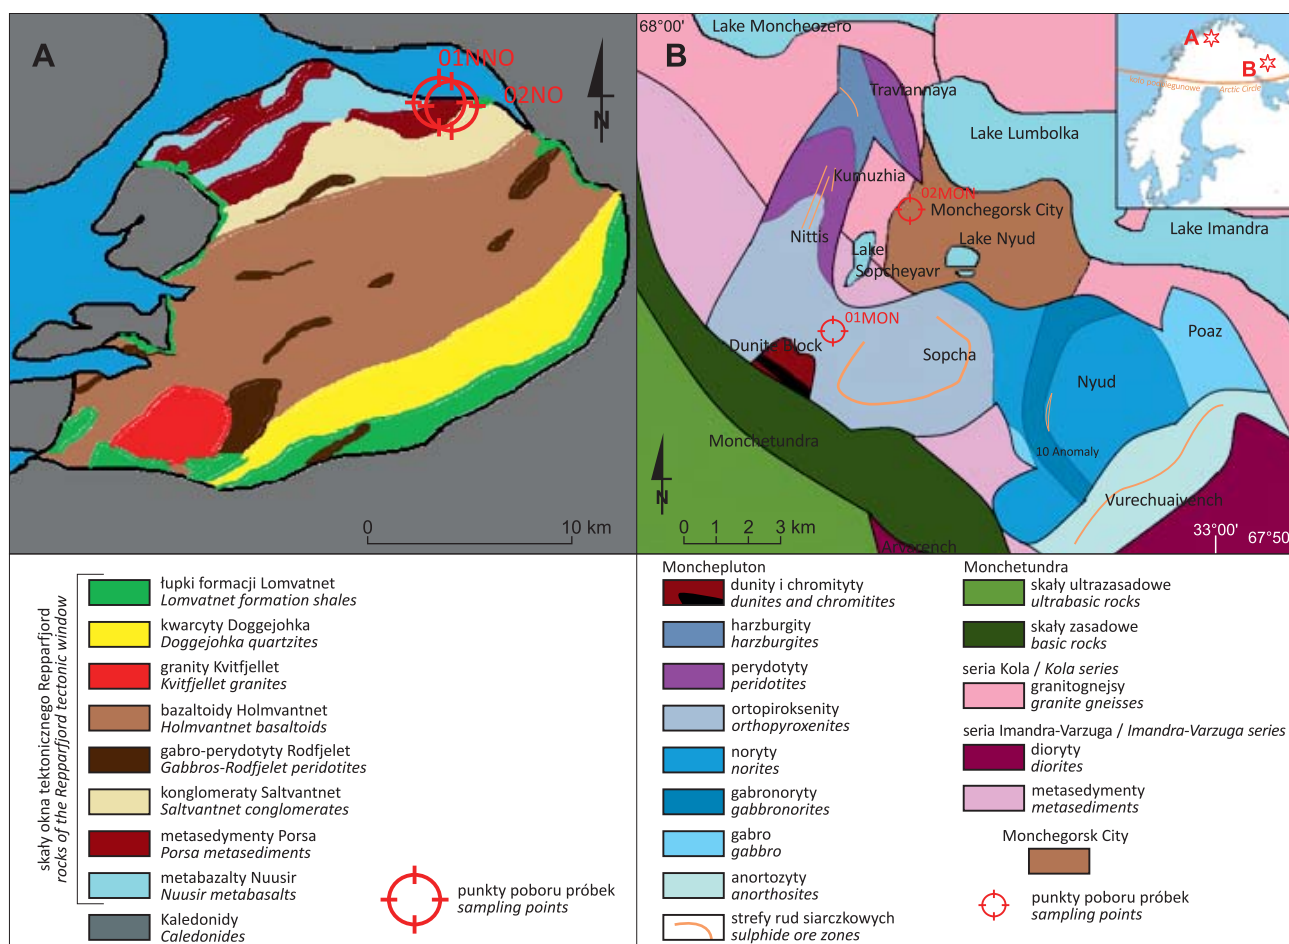 A
01NNO
02NO
N
0
10 km
68°00'
B
Lake Moncheozero
Travtannaya
Lake Lumbolka
Kumuzhia
02MON
Monchegorsk City
Lake Nyud
Nittis
Lake
Sopcheyavr
Lake Imandra
01MON
Dunite Block
Sopcha
Poaz
Nyud
Monchetundra
10 Anomaly
Vurechuaivench
N
0 1 2 3 km
Arvarench
33°00'
67°50
A
B
koło podbiegunowe
Arctic Circle
skały okna tektonicznego Repparfjord
rocks of the Repparfjord tectonic window
łupki formacji Lomvatnet
Lomvatnet formation shales
kwarcyty Doggejohka
Doggejohka quartzites
granity Kvitfjellet
Kvitfjellet granites
bazaltoidy Holmvantnet
Holmvantnet basaltoids
gabro-perydotyty Rodfjelet
Gabbros-Rodfjelet peridotites
konglomeraty Saltvantnet
Saltvantnet conglomerates
metasedymenty Porsa
Porsa metasediments
metabazalty Nuusir
Nuusir metabasalts
Kaledonidy
Caledonides
punkty poboru próbek
sampling points
Monchepluton
dunity i chromityty
dunites and chromitites
harzburgity
harzburgites
perydotyty
peridotites
ortopiroksenity
orthopyroxenites
noryty
norites
gabronoryty
gabbronorites
gabro
gabbro
anortozyty
anorthosites
strefy rud siarczkowych
sulphide ore zones
Monchetundra
skały ultrazasadowe
ultrabasic rocks
skały zasadowe
basic rocks
seria Kola / Kola series
granitognejsy
granite gneisses
seria Imandra-Varzuga / Imandra-Varzuga series
dioryty
diorites
metasedymenty
metasediments
Monchegorsk City
punkty poboru próbek
sampling points